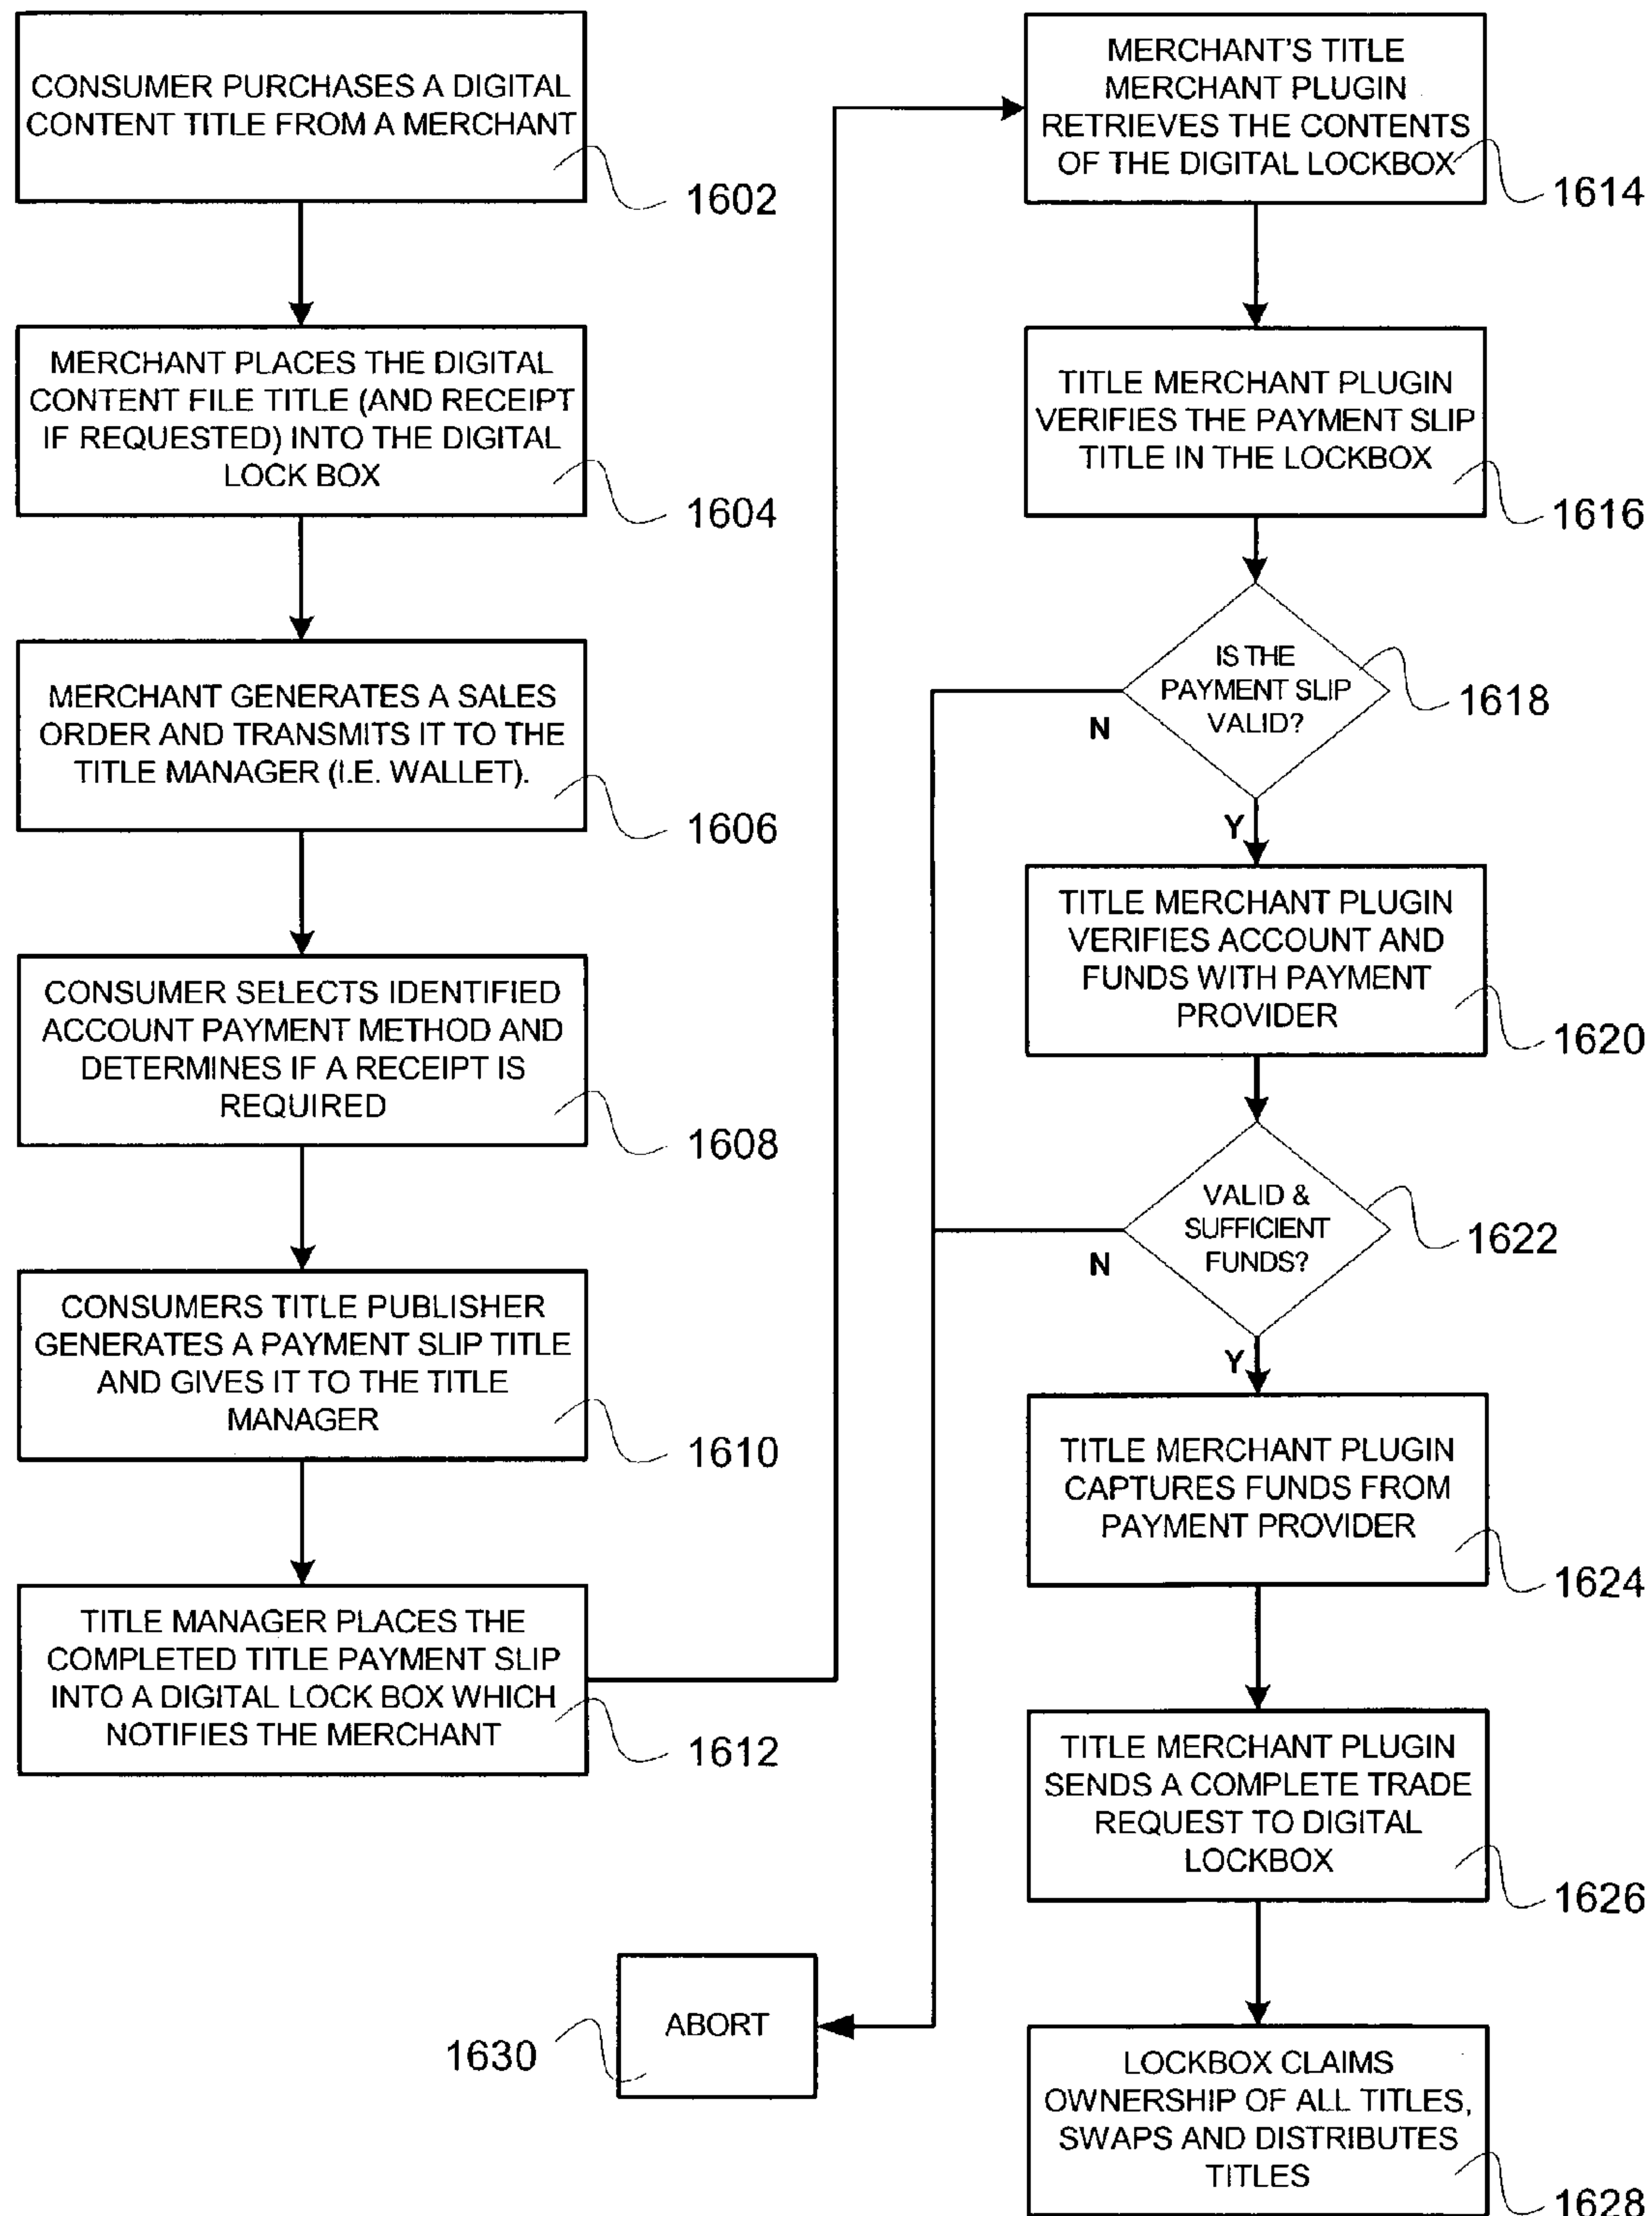 CONSUMER PURCHASES A DIGITAL
CONTENT TITLE FROM A MERCHANT
1602
MERCHANT PLACES THE DIGITAL
CONTENT FILE TITLE (AND RECEIPT
IF REQUESTED) INTO THE DIGITAL
LOCK BOX
1604
MERCHANT GENERATES A SALES
ORDER AND TRANSMITS IT TO THE
TITLE MANAGER (I.E. WALLET).
1606
CONSUMER SELECTS IDENTIFIED
ACCOUNT PAYMENT METHOD AND
DETERMINES IF A RECEIPT IS
REQUIRED
1608
CONSUMERS TITLE PUBLISHER
GENERATES A PAYMENT SLIP TITLE
AND GIVES IT TO THE TITLE
MANAGER
1610
TITLE MANAGER PLACES THE
COMPLETED TITLE PAYMENT SLIP
INTO A DIGITAL LOCK BOX WHICH
NOTIFIES THE MERCHANT
1612
MERCHANT'S TITLE
MERCHANT PLUGIN
RETRIEVES THE CONTENTS
OF THE DIGITAL LOCKBOX
1614
TITLE MERCHANT PLUGIN
VERIFIES THE PAYMENT SLIP
TITLE IN THE LOCKBOX
1616
IS THE
PAYMENT SLIP
VALID?
1618
N
Y
TITLE MERCHANT PLUGIN
VERIFIES ACCOUNT AND
FUNDS WITH PAYMENT
PROVIDER
1620
VALID &
SUFFICIENT
FUNDS?
1622
N
Y
TITLE MERCHANT PLUGIN
CAPTURES FUNDS FROM
PAYMENT PROVIDER
1624
TITLE MERCHANT PLUGIN
SENDS A COMPLETE TRADE
REQUEST TO DIGITAL
LOCKBOX
1626
ABORT
1630
LOCKBOX CLAIMS
OWNERSHIP OF ALL TITLES,
SWAPS AND DISTRIBUTES
TITLES
1628